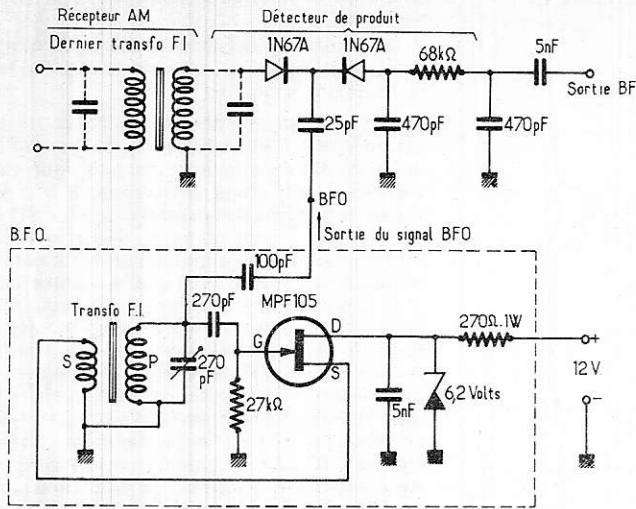 Récepteur AM
Détecteur de produit
Dernier transfo F.I.
1N67A
1N67A
68kΩ
5nF
Sortie BF
25pF
470pF
470pF
BFO
Sortie du signal BFO
B.F.O.
100pF
Transfo F.I.
270pF
MPF105
270Ω.1W
S
P
270
pF
G
D
S
+
12 V.
-
27kΩ
5nF
6,2 Volts